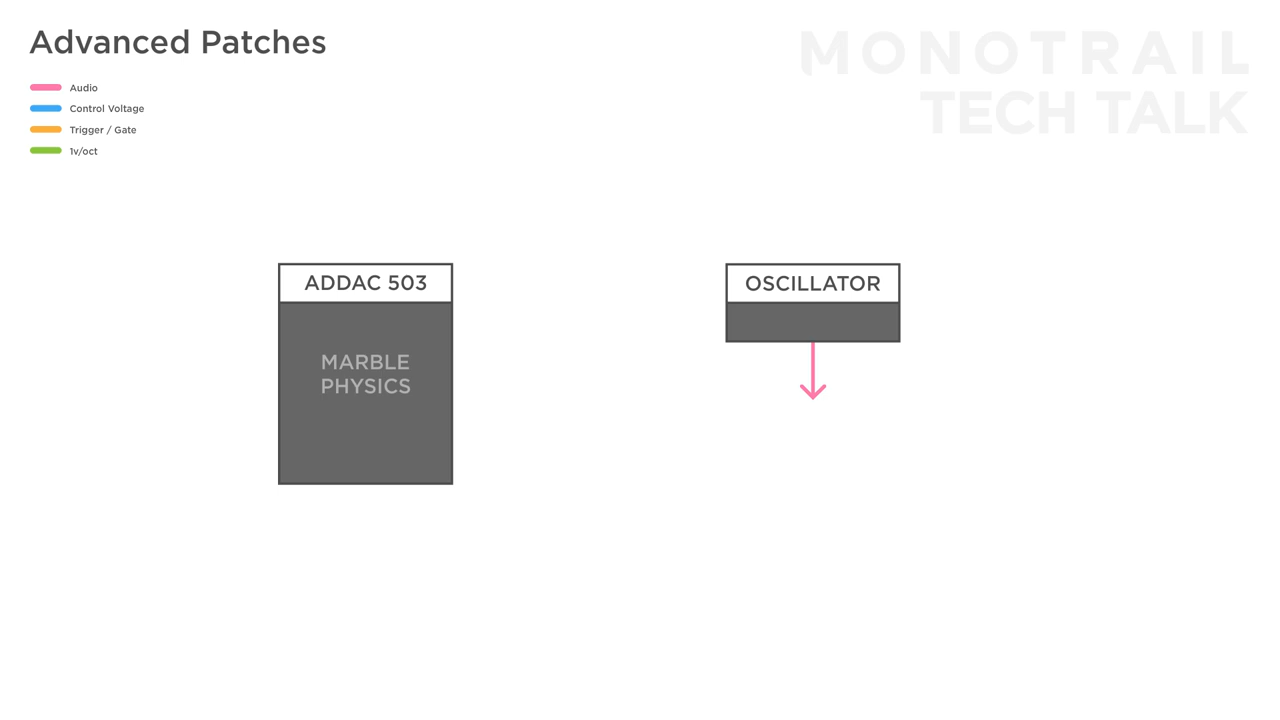 Advanced Patches
MONOTRAIL
TECH TALK
Audio
Control Voltage
Trigger / Gate
1v/oct
ADDAC 503
MARBLE
PHYSICS
OSCILLATOR